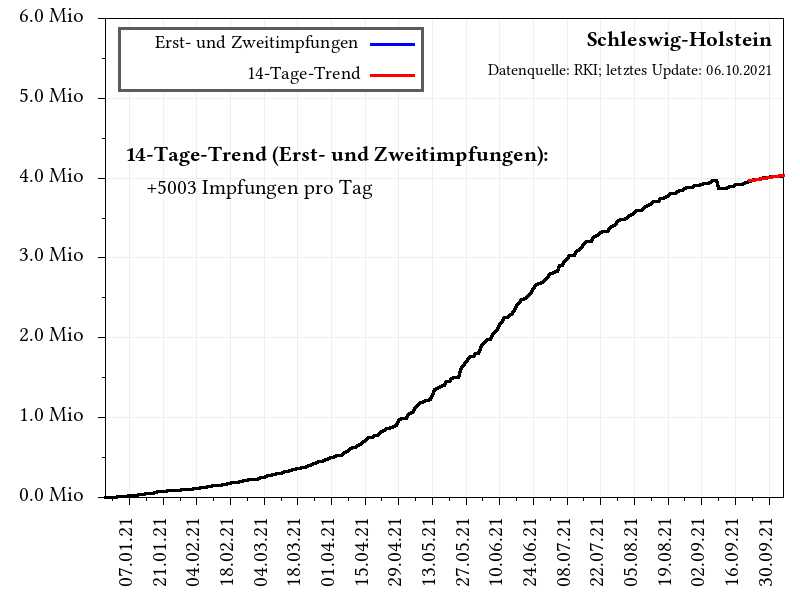 6.0 Mio
5.0 Mio
4.0 Mio
3.0 Mio
2.0 Mio
1.0 Mio
0.0 Mio
Erst- und Zweitimpfungen
14-Tage-Trend
Schleswig-Holstein
Datenquelle: RKI; letztes Update: 06.10.2021
14-Tage-Trend (Erst- und Zweitimpfungen):
+5003 Impfungen pro Tag
07.01.21
21.01.21
04.02.21
18.02.21
04.03.21
18.03.21
01.04.21
15.04.21
29.04.21
13.05.21
27.05.21
10.06.21
24.06.21
08.07.21
22.07.21
05.08.21
19.08.21
02.09.21
16.09.21
30.09.21